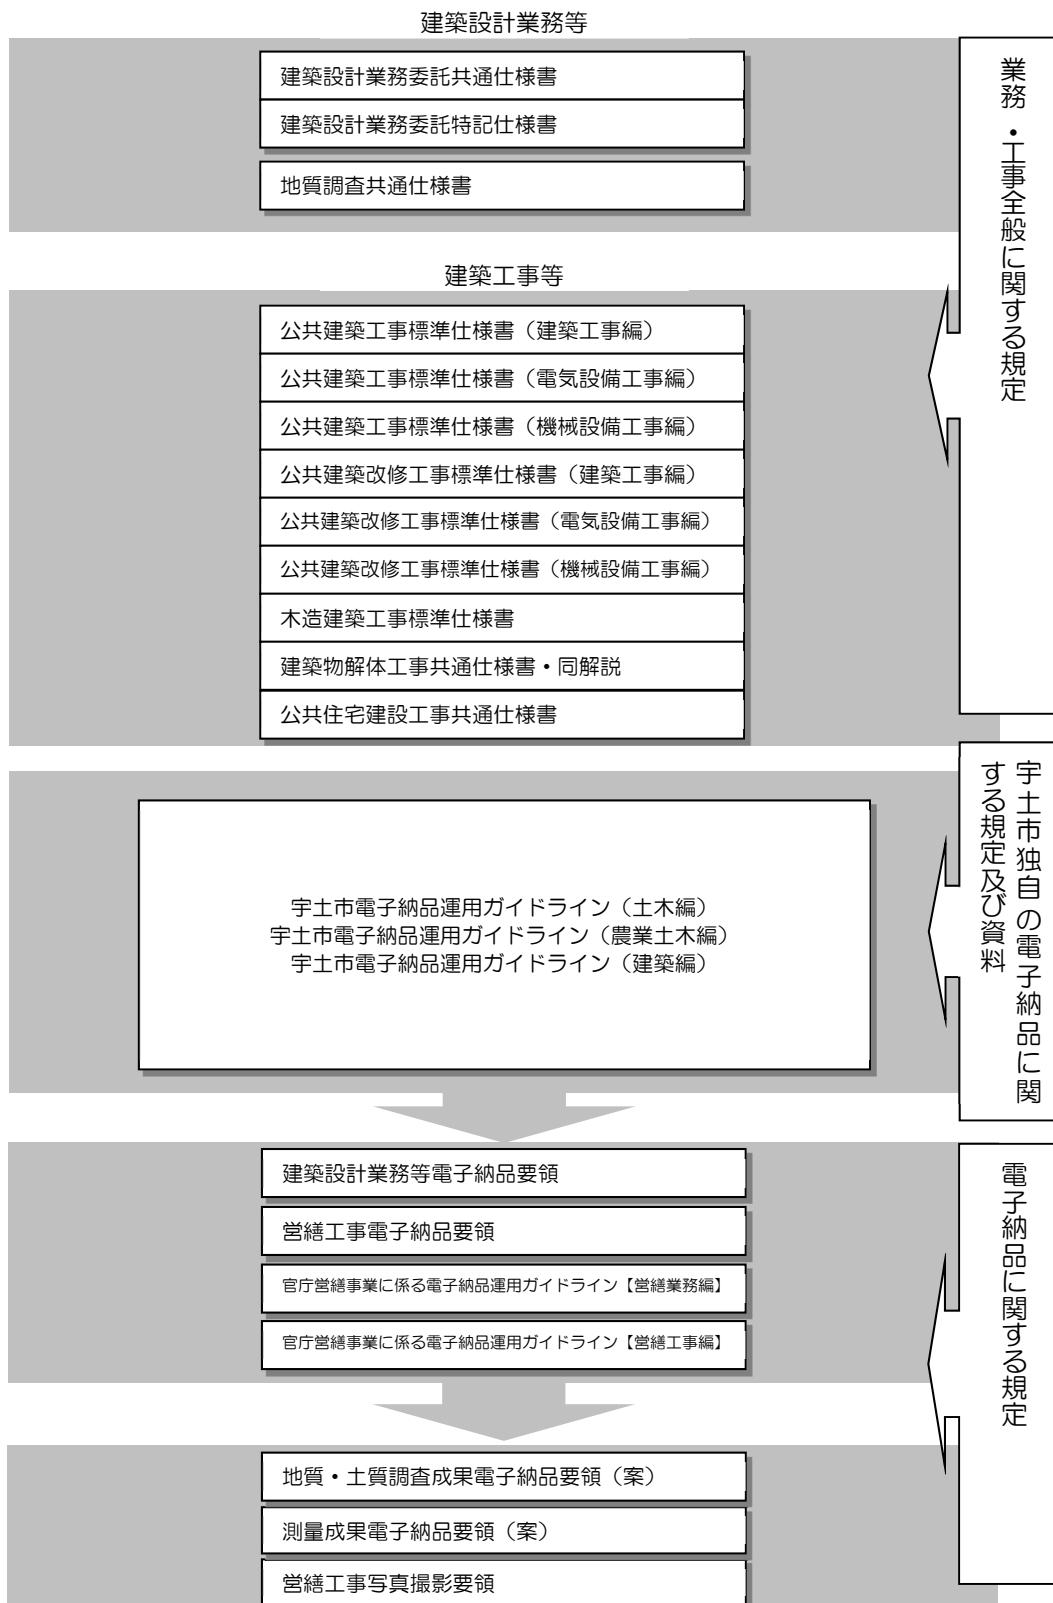 建築設計業務等
建築設計業務委託共通仕様書
建築設計業務委託特記仕様書
地質調査共通仕様書
業務・工事全般に関する規定
建築工事等
公共建築工事標準仕様書（建築工事編）
公共建築工事標準仕様書（電気設備工事編）
公共建築工事標準仕様書（機械設備工事編）
公共建築改修工事標準仕様書（建築工事編）
公共建築改修工事標準仕様書（電気設備工事編）
公共建築改修工事標準仕様書（機械設備工事編）
木造建築工事標準仕様書
建築物解体工事共通仕様書・同解説
公共住宅建設工事共通仕様書
宇土市独自の電子納品に関
する規定及び資料
宇土市電子納品運用ガイドライン（土木編）
宇土市電子納品運用ガイドライン（農業土木編）
宇土市電子納品運用ガイドライン（建築編）
建築設計業務等電子納品要領
営繕工事電子納品要領
官庁営繕事業に係る電子納品運用ガイドライン【営繕業務編】
官庁営繕事業に係る電子納品運用ガイドライン【営繕工事編】
電子納品に関する規定
地質・土質調査成果電子納品要領（案）
測量成果電子納品要領（案）
営繕工事写真撮影要領